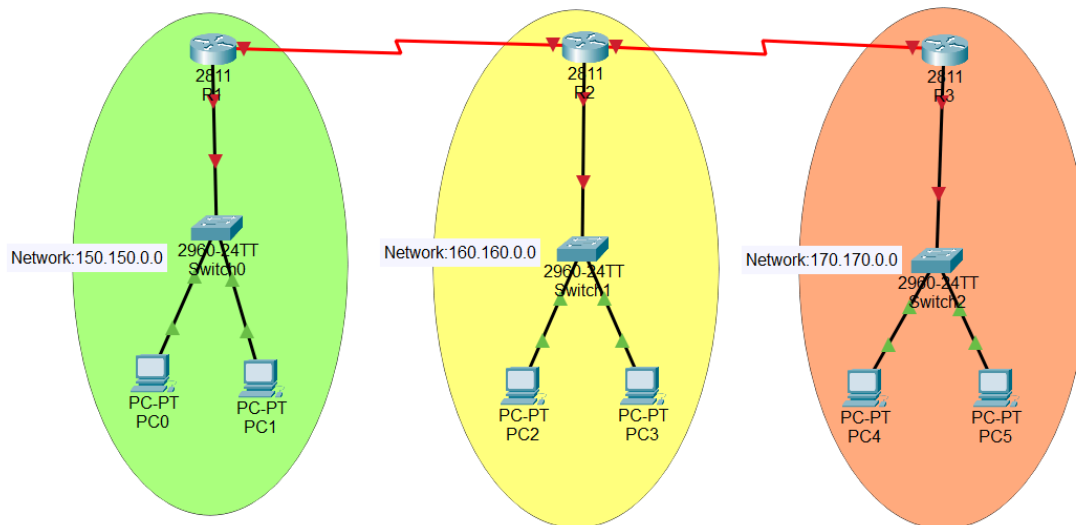 2811
R1
2811
R2
2811
R3
Network:150.150.0.0
2960-24TT
Switch0
Network:160.160.0.0
2960-24TT
Switch1
Network:170.170.0.0
2960-24TT
Switch2
PC-PT
PC0
PC-PT
PC1
PC-PT
PC2
PC-PT
PC3
PC-PT
PC4
PC-PT
PC5